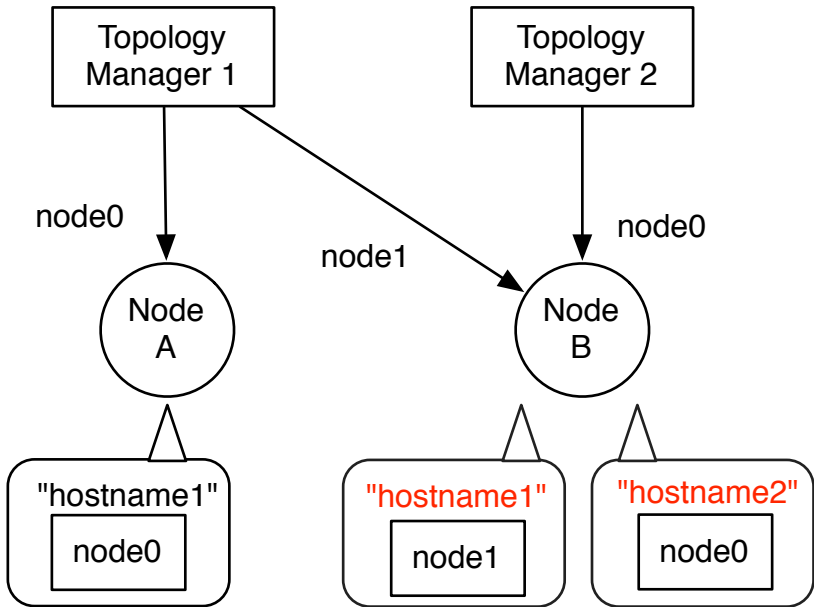 Topology
Manager 1
Topology
Manager 2
node0
node1
node0
Node
A
Node
B
"hostname1"
node0
"hostname1"
node1
"hostname2"
node0